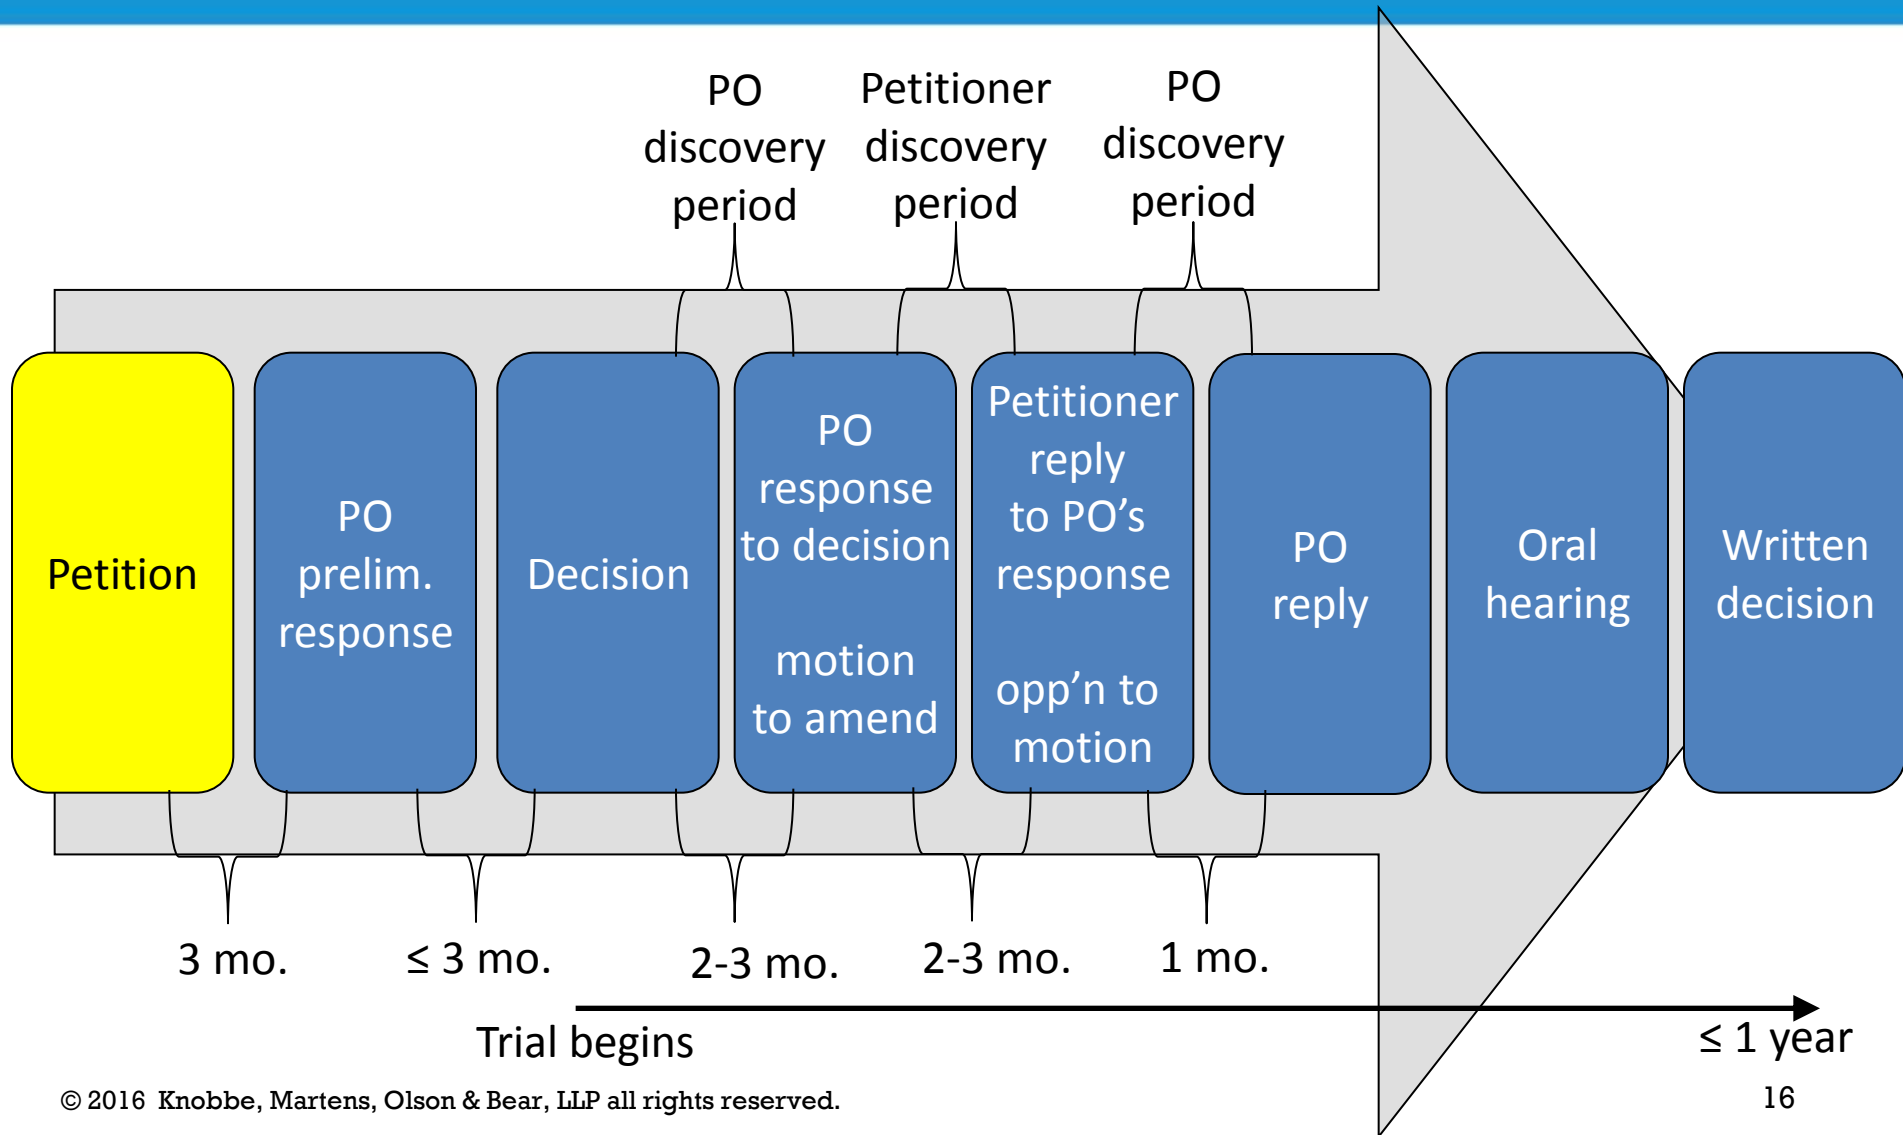 PO
discovery
period
Petitioner
discovery
period
PO
discovery
period
Petition
PO
prelim.
response
Decision
PO
response
to decision
motion
to amend
Petitioner
reply
to PO’s
response
opp’n to
motion
PO
reply
Oral
hearing
Written
decision
3 mo.
≤ 3 mo.
2-3 mo.
2-3 mo.
1 mo.
Trial begins
≤ 1 year
© 2016 Knobbe, Martens, Olson & Bear, LLP all rights reserved.
16